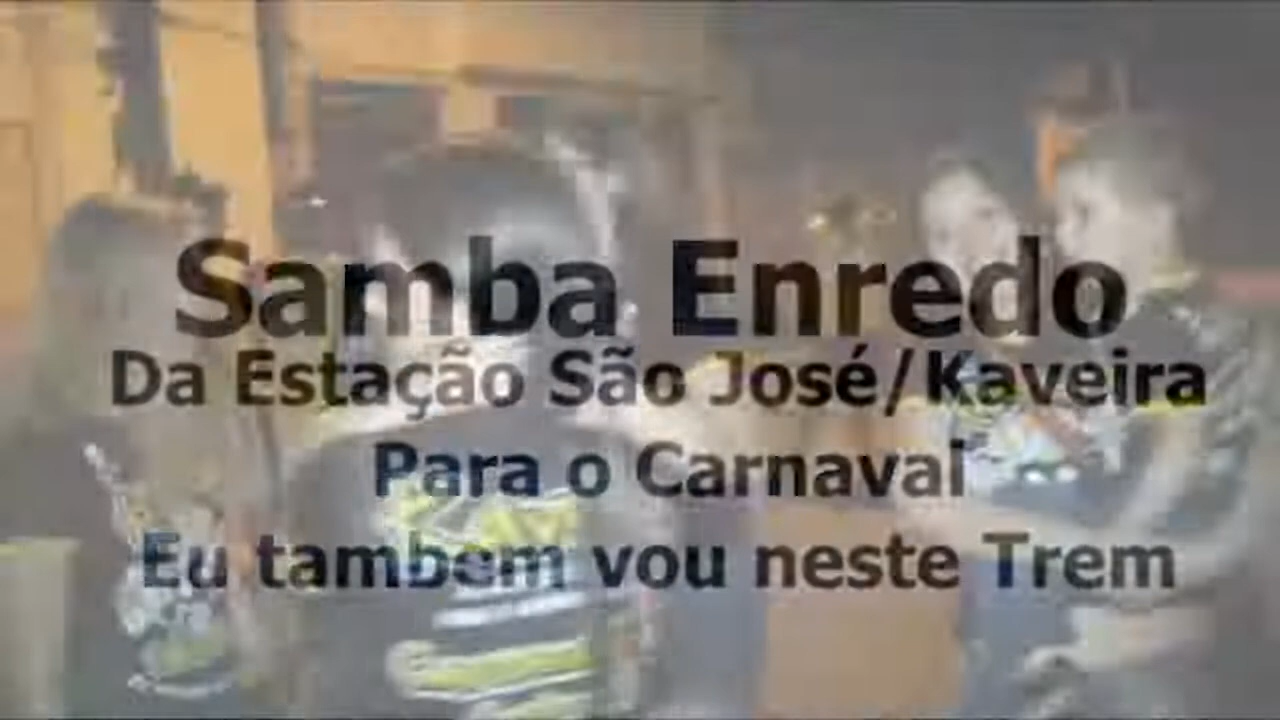 Samba Enredo
Da Estação São José/Kaveira
Para o Carnaval
Eu tambem vou neste Trem